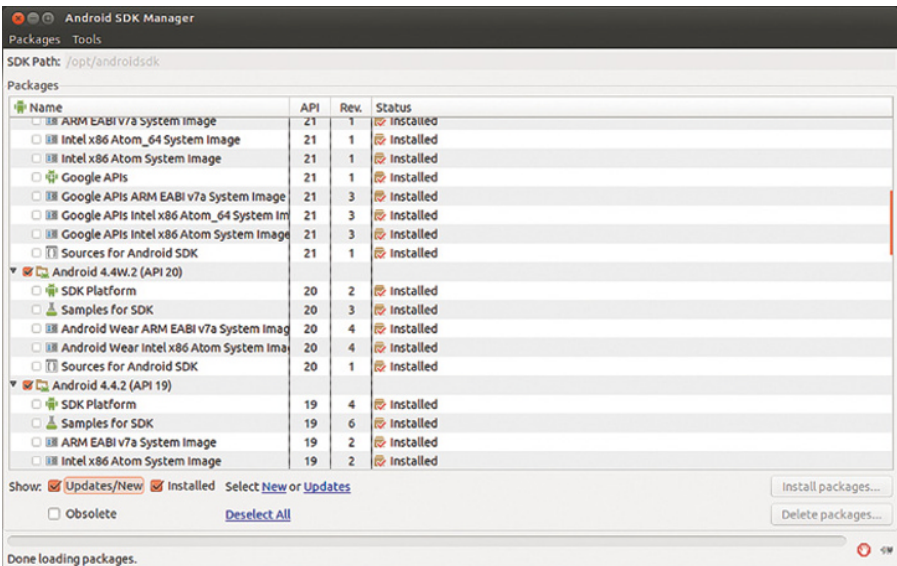 Android SDK Manager
Packages Tools
SDK Path: /opt/androidsdk
Packages
Name API Rev. Status
ARM EABI v7a System Image 21 1 Installed
Intel x86 Atom_64 System Image 21 1 Installed
Intel x86 Atom System Image 21 1 Installed
Google APIs 21 1 Installed
Google APIs ARM EABI v7a System Image 21 3 Installed
Google APIs Intel x86 Atom_64 System Im 21 3 Installed
Google APIs Intel x86 Atom System Image 21 3 Installed
Sources for Android SDK 21 1 Installed
Android 4.4W.2 (API 20)
SDK Platform 20 2 Installed
Samples for SDK 20 3 Installed
Android Wear ARM EABI v7a System Imag 20 4 Installed
Android Wear Intel x86 Atom System Ima 20 4 Installed
Sources for Android SDK 20 1 Installed
Android 4.4.2 (API 19)
SDK Platform 19 4 Installed
Samples for SDK 19 6 Installed
ARM EABI v7a System Image 19 2 Installed
Intel x86 Atom System Image 19 2 Installed
Show: Updates/New Installed Select New or Updates Install packages...
Obsolete Deselect All Delete packages...
Done loading packages.